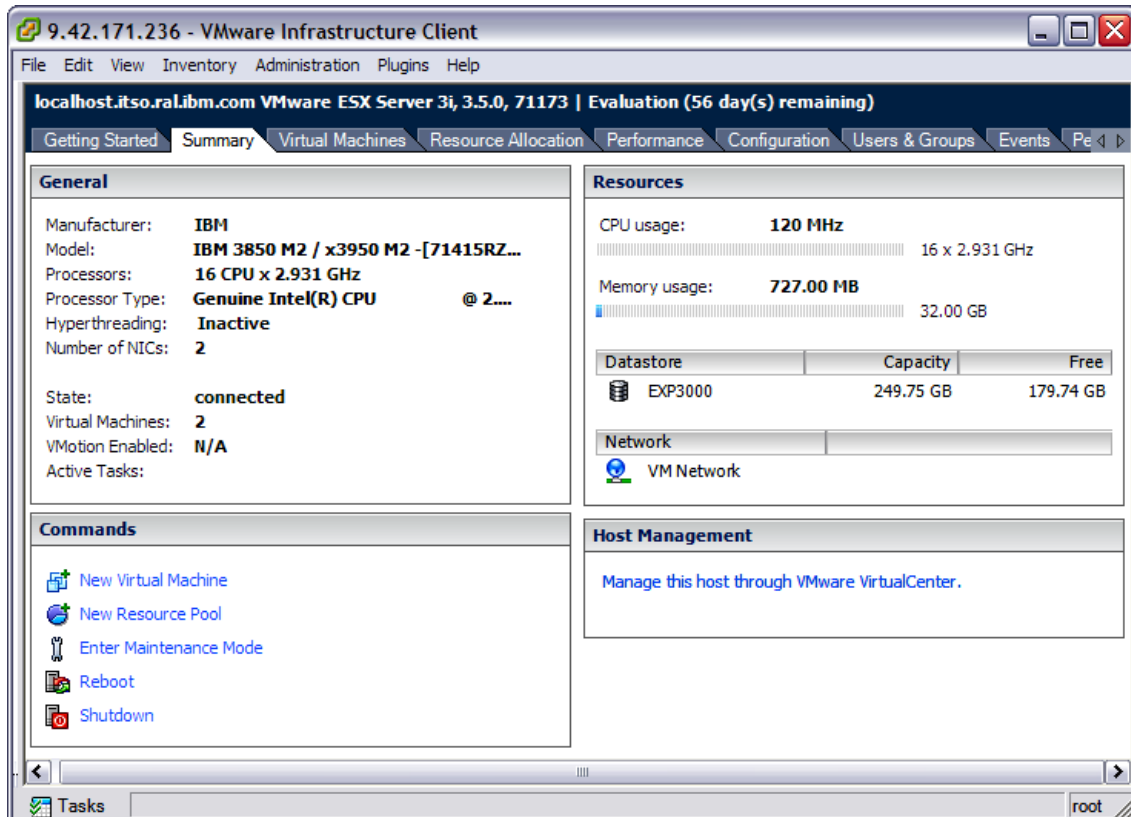 9.42.171.236 - VMware Infrastructure Client
File Edit View Inventory Administration Plugins Help
localhost.itso.ral.ibm.com VMware ESX Server 3i, 3.5.0, 71173 | Evaluation (56 day(s) remaining)
Getting Started Summary Virtual Machines Resource Allocation Performance Configuration Users & Groups Events Pe
General
Manufacturer: IBM
Model: IBM 3850 M2 / x3950 M2 -[71415RZ...
Processors: 16 CPU x 2.931 GHz
Processor Type: Genuine Intel(R) CPU @ 2....
Hyperthreading: Inactive
Number of NICs: 2
State: connected
Virtual Machines: 2
VMotion Enabled: N/A
Active Tasks:
Commands
New Virtual Machine
New Resource Pool
Enter Maintenance Mode
Reboot
Shutdown
Resources
CPU usage: 120 MHz
16 x 2.931 GHz
Memory usage: 727.00 MB
32.00 GB
Datastore Capacity Free
EXP3000 249.75 GB 179.74 GB
Network
VM Network
Host Management
Manage this host through VMware VirtualCenter.
Tasks root